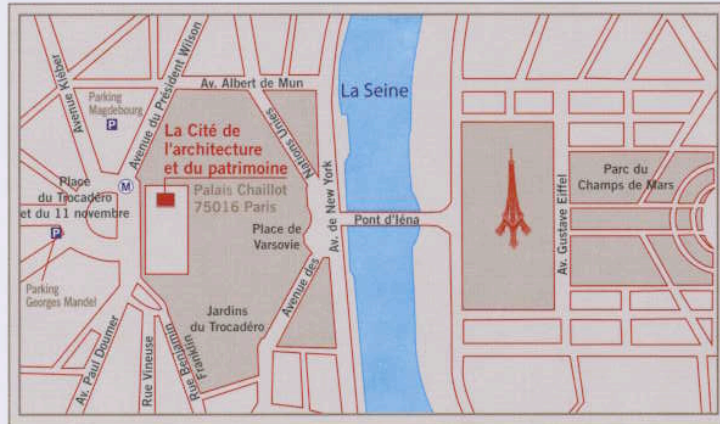 Avenue Kléber
Avenue du Président Wilson
Av. Albert de Mun
La Seine
Parking
Magdebourg
P
La Cité de
l'architecture
et du patrimoine
Palais Chaillot
75016 Paris
Nations Unies
Place
du Trocadéro
et du 11 novembre
M
P
Parking
Georges Mandel
Place de
Varsovie
Av. de New York
Pont d'Iéna
Av. Gustave Eiffel
Parc du
Champs de Mars
Avenue des
Jardins
du Trocadéro
Av. Paul Doumer
Rue Vineuse
Rue Benjamin
Franklin